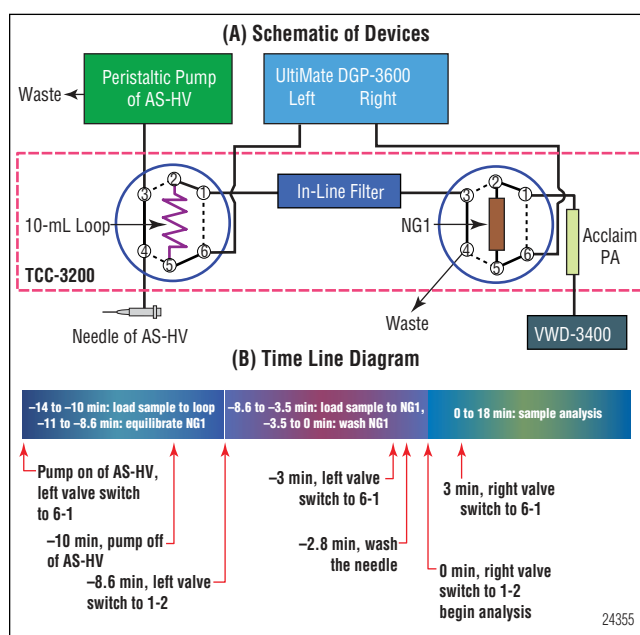 (A) Schematic of Devices
Peristaltic Pump
of AS-HV
Waste
UltiMate DGP-3600
Left Right
2
3
1
4
6
5
10-mL Loop
In-Line Filter
2
3
1
4
6
5
NG1
Acclaim
PA
TCC-3200
Needle of AS-HV
Waste
VWD-3400
(B) Time Line Diagram
–14 to –10 min: load sample to loop
–11 to –8.6 min: equilibrate NG1
–8.6 to –3.5 min: load sample to NG1,
–3.5 to 0 min: wash NG1
0 to 18 min: sample analysis
Pump on of AS-HV,
left valve switch
to 6-1
–10 min, pump off
of AS-HV
–8.6 min, left valve
switch to 1-2
–3 min, left valve
switch to 6-1
–2.8 min, wash
the needle
3 min, right valve
switch to 6-1
0 min, right valve
switch to 1-2
begin analysis
24355